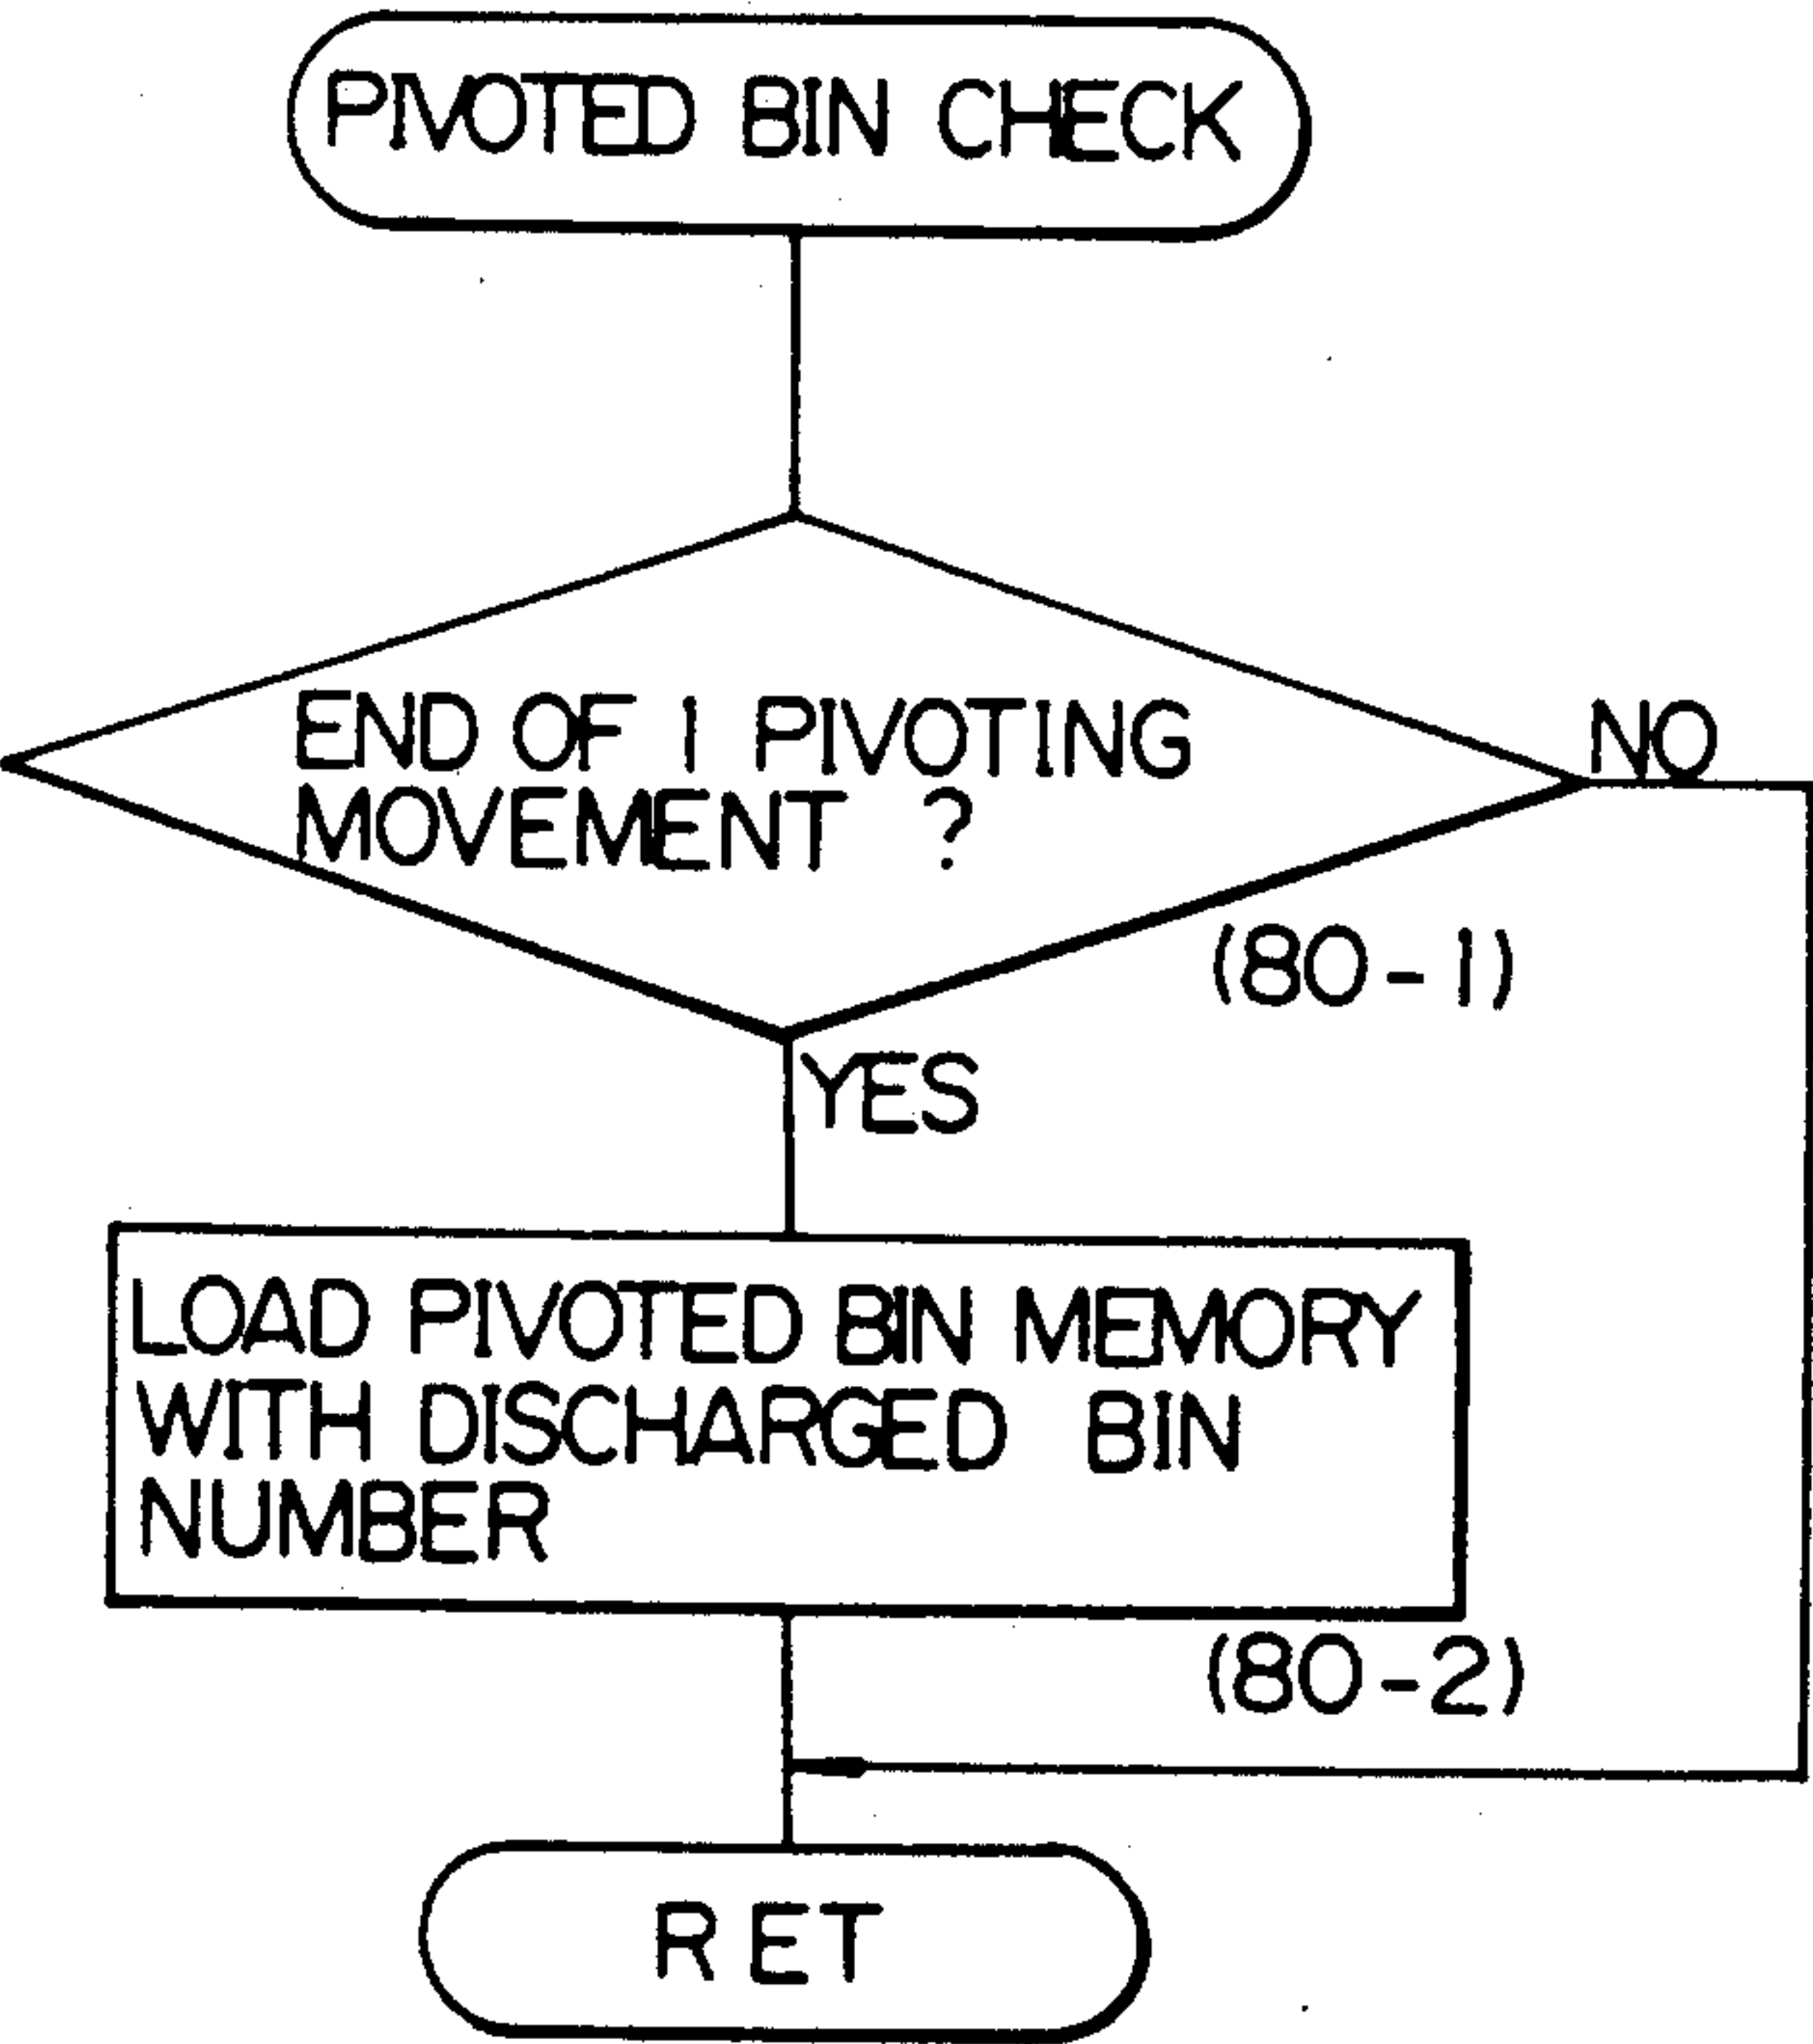 PIVOTED BIN CHECK
END OF 1 PIVOTING
MOVEMENT ?
NO
(80-1)
YES
LOAD PIVOTED BIN MEMORY
WITH DISCHARGED BIN
NUMBER
(80-2)
RET